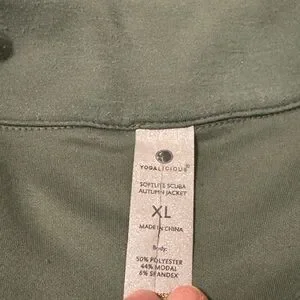 YOGALICIOUS®
SOFTLITE SCUBA
AUTUMN JACKET
XL
MADE IN CHINA
Body:
50% POLYESTER
44% MODAL
6% SPANDEX